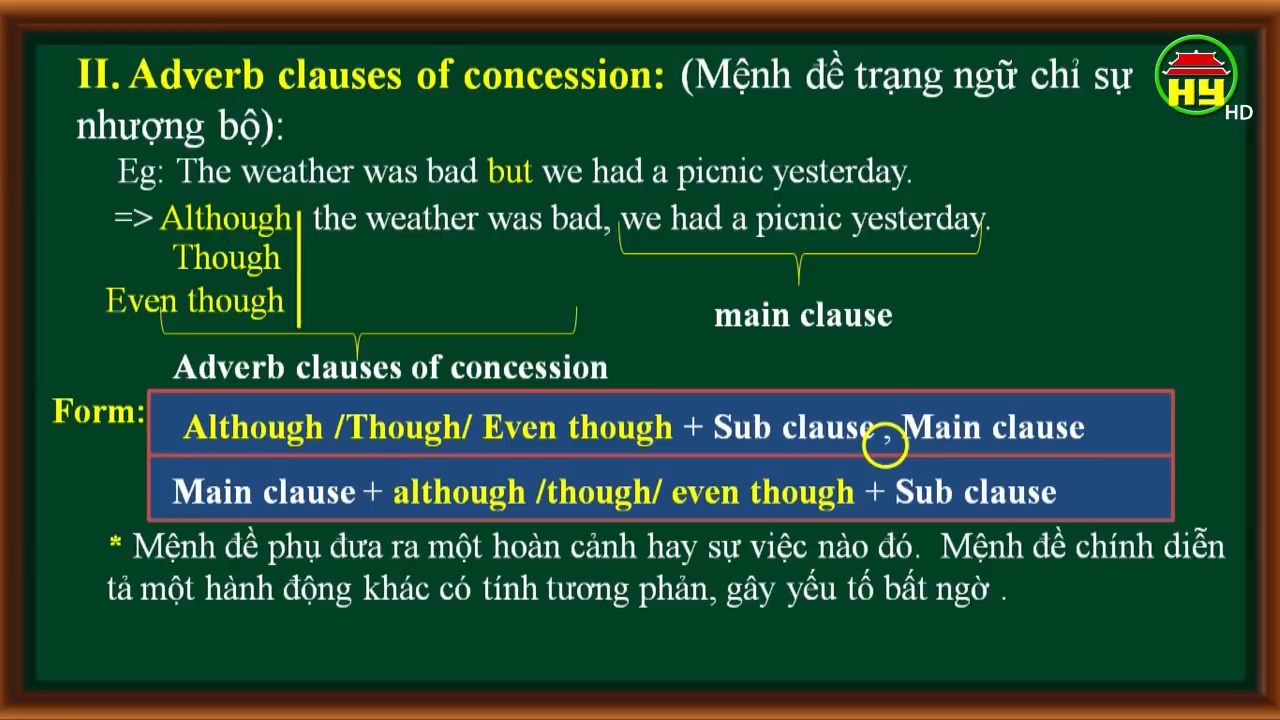 II. Adverb clauses of concession: (Mệnh đề trạng ngữ chỉ sự
nhượng bộ):
HY
HD
Eg: The weather was bad but we had a picnic yesterday.
=> Although the weather was bad, we had a picnic yesterday.
Though
Even though
main clause
Adverb clauses of concession
Form:
Although /Though/ Even though + Sub clause , Main clause
Main clause + although /though/ even though + Sub clause
* Mệnh đề phụ đưa ra một hoàn cảnh hay sự việc nào đó. Mệnh đề chính diễn
tả một hành động khác có tính tương phản, gây yếu tố bất ngờ .